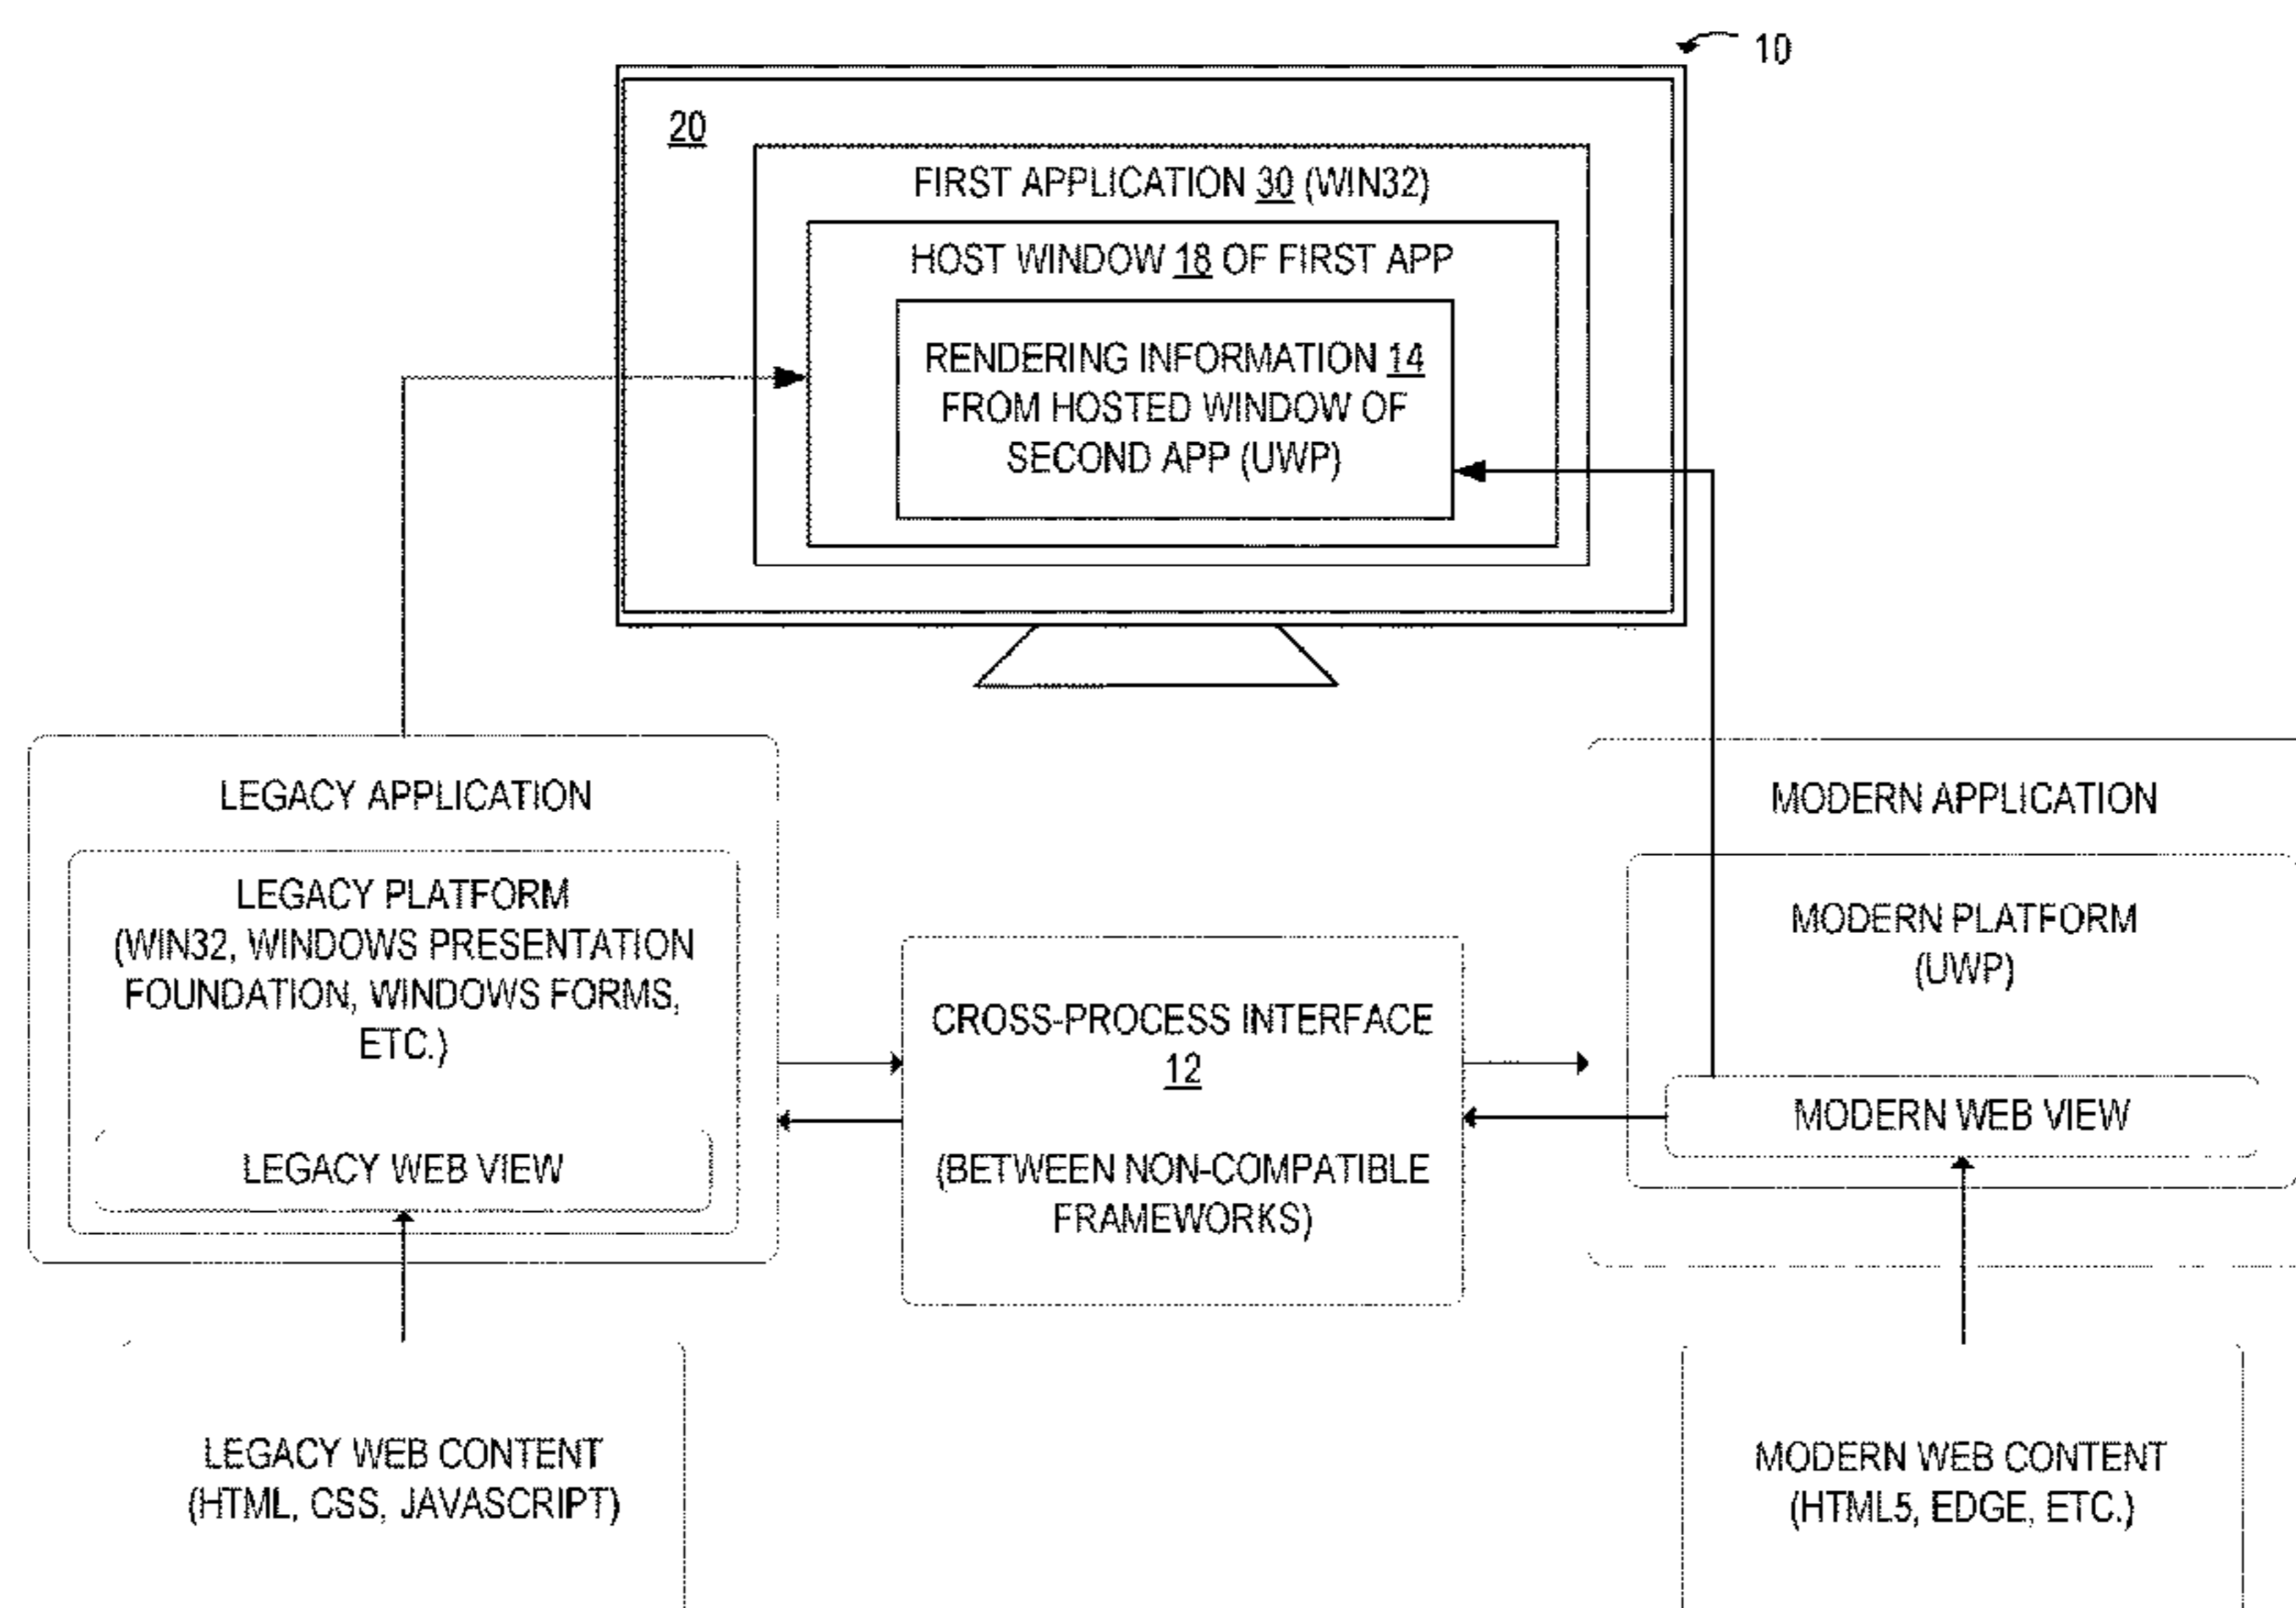 10
20
FIRST APPLICATION 30 (WIN32)
HOST WINDOW 18 OF FIRST APP
RENDERING INFORMATION 14
FROM HOSTED WINDOW OF
SECOND APP (UWP)
LEGACY APPLICATION
LEGACY PLATFORM
(WIN32, WINDOWS PRESENTATION
FOUNDATION, WINDOWS FORMS,
ETC.)
LEGACY WEB VIEW
CROSS-PROCESS INTERFACE
12
(BETWEEN NON-COMPATIBLE
FRAMEWORKS)
MODERN APPLICATION
MODERN PLATFORM
(UWP)
MODERN WEB VIEW
LEGACY WEB CONTENT
(HTML, CSS, JAVASCRIPT)
MODERN WEB CONTENT
(HTML5, EDGE, ETC.)